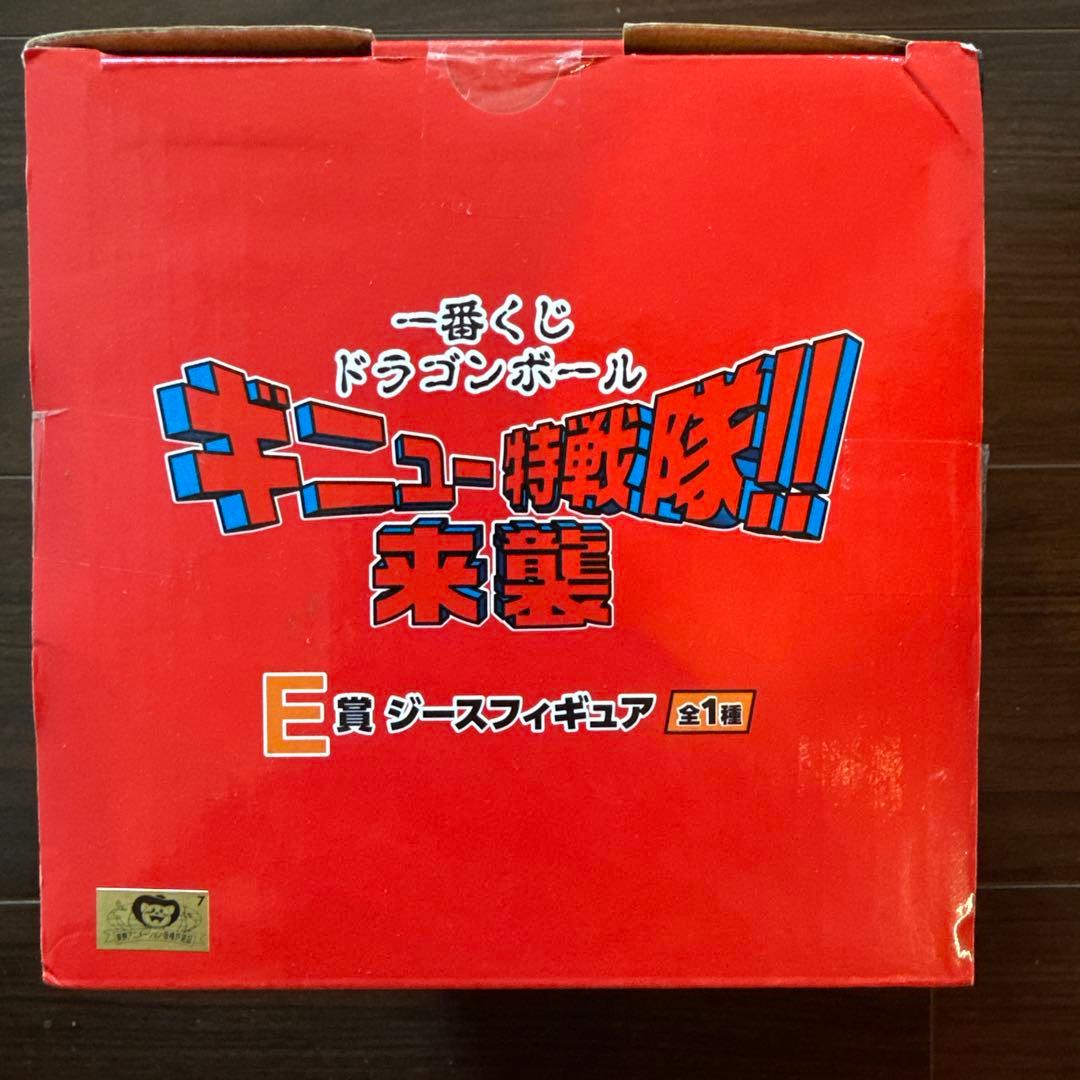 一番くじ
ドラゴンボール
ギニュー特戦隊!!
来襲
E賞 ジースフィギュア 全1種
7